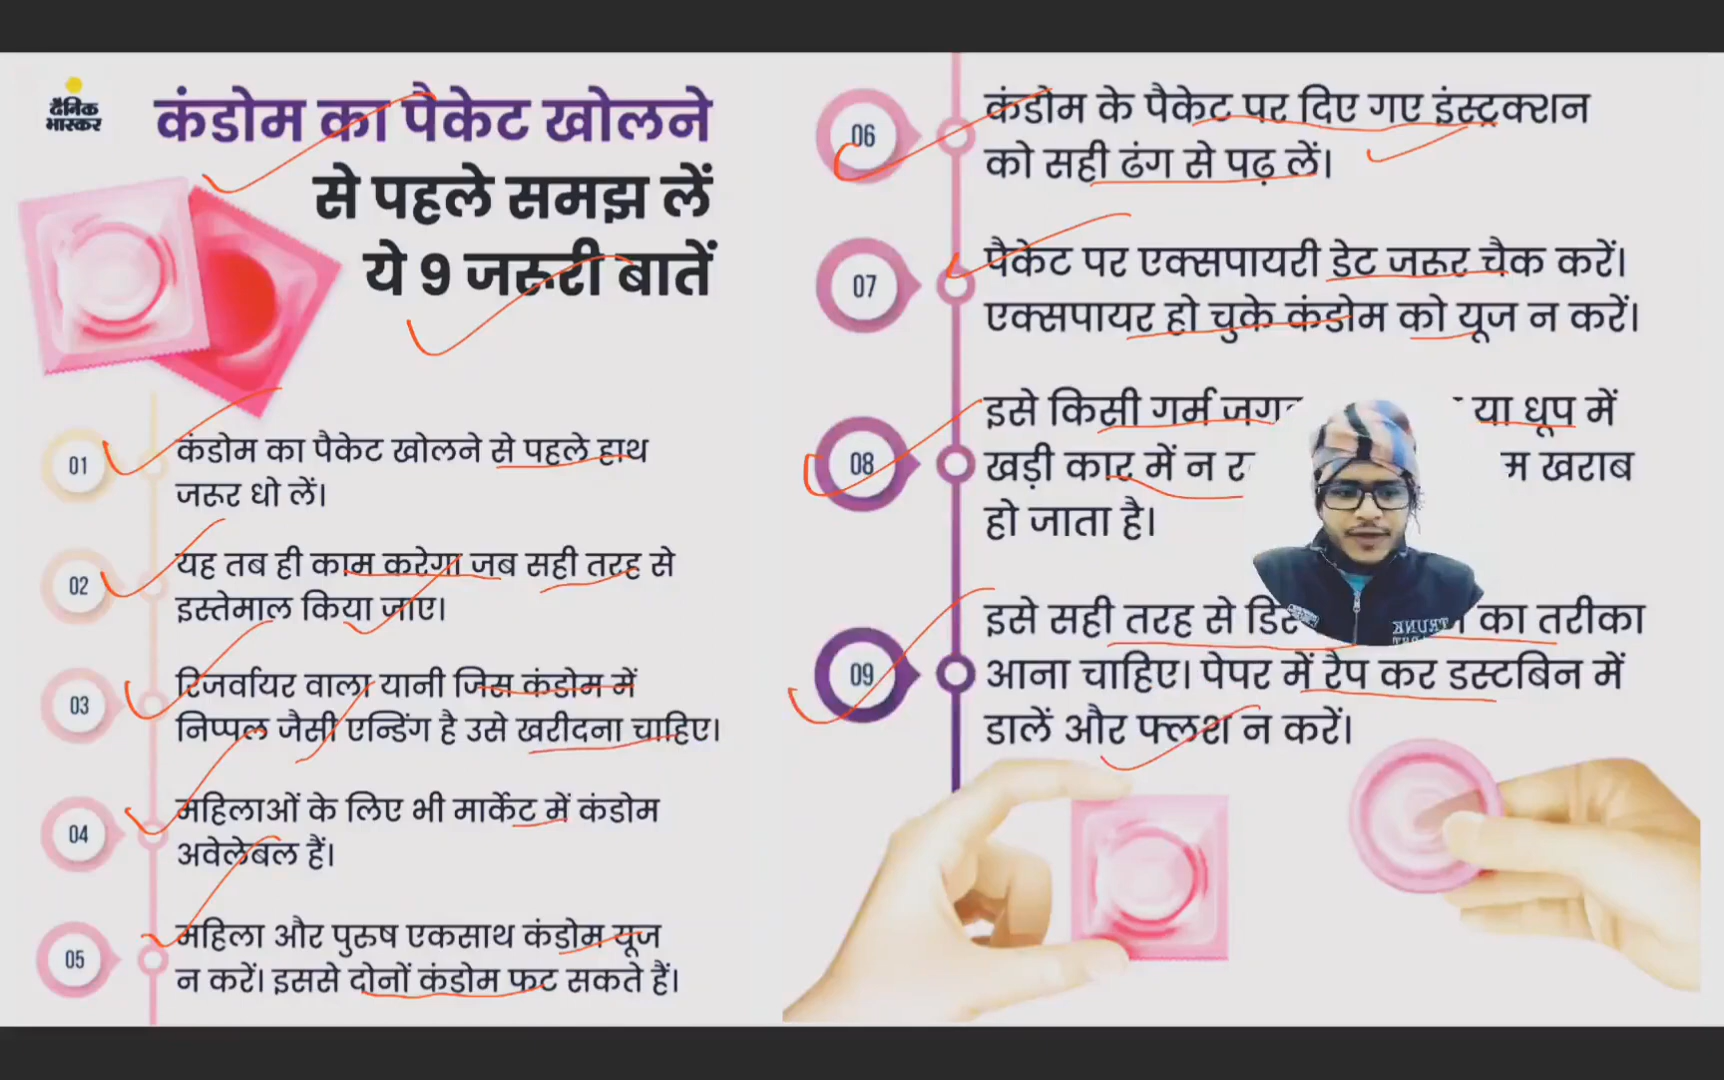 दैनिक
भास्कर
कंडोम का पैकेट खोलने
से पहले समझ लें
ये 9 जरूरी बातें
01
कंडोम का पैकेट खोलने से पहले हाथ
जरूर धो लें।
02
यह तब ही काम करेगा जब सही तरह से
इस्तेमाल किया जाए।
03
रिजर्वायर वाला यानी जिस कंडोम में
निप्पल जैसी एन्डिंग है उसे खरीदना चाहिए।
04
महिलाओं के लिए भी मार्केट में कंडोम
अवेलेबल हैं।
05
महिला और पुरुष एकसाथ कंडोम यूज
न करें। इससे दोनों कंडोम फट सकते हैं।
06
कंडोम के पैकेट पर दिए गए इंस्ट्रक्शन
को सही ढंग से पढ़ लें।
07
पैकेट पर एक्सपायरी डेट जरूर चैक करें।
एक्सपायर हो चुके कंडोम को यूज न करें।
08
इसे किसी गर्म या धूप में
खड़ी कार में न खराब
हो जाता है।
09
इसे सही तरह से का तरीका
आना चाहिए। पेपर में रैप कर डस्टबिन में
डालें और फ्लश न करें।
TRUNK